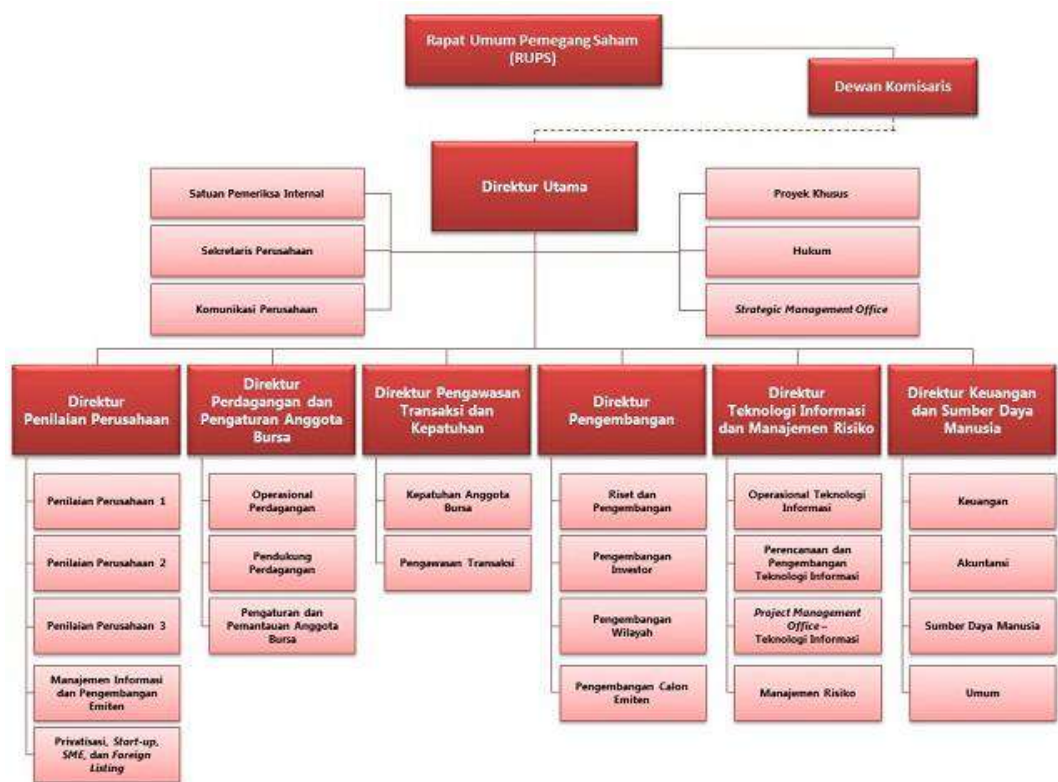 Rapat Umum Pemegang Saham
(RUPS)
Dewan Komisaris
Direktur Utama
Satuan Pemeriksa Internal
Sekretaris Perusahaan
Komunikasi Perusahaan
Proyek Khusus
Hukum
Strategic Management Office
Direktur
Penilaian Perusahaan
Penilaian Perusahaan 1
Penilaian Perusahaan 2
Penilaian Perusahaan 3
Manajemen Informasi
dan Pengembangan
Emiten
Privatisasi, Start-up,
SME, dan Foreign
Listing
Direktur
Perdagangan dan
Pengaturan Anggota
Bursa
Operasional
Perdagangan
Pendukung
Perdagangan
Pengaturan dan
Pemantauan Anggota
Bursa
Direktur Pengawasan
Transaksi dan
Kepatuhan
Kepatuhan Anggota
Bursa
Pengawasan Transaksi
Direktur
Pengembangan
Riset dan
Pengembangan
Pengembangan
Investor
Pengembangan
Wilayah
Pengembangan Calon
Emiten
Direktur
Teknologi Informasi
dan Manajemen Risiko
Operasional Teknologi
Informasi
Perencanaan dan
Pengembangan
Teknologi Informasi
Project Management
Office –
Teknologi Informasi
Manajemen Risiko
Direktur Keuangan
dan Sumber Daya
Manusia
Keuangan
Akuntansi
Sumber Daya Manusia
Umum